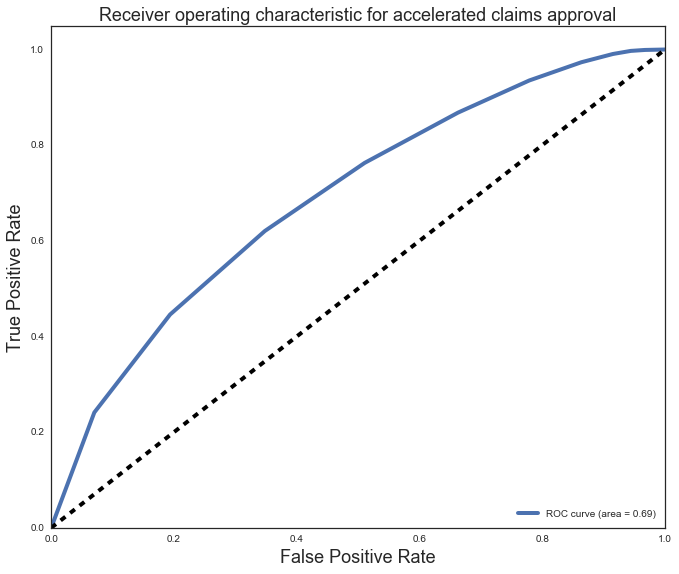 Receiver operating characteristic for accelerated claims approval
1.0
0.8
0.6
0.4
0.2
0.0
True Positive Rate
ROC curve (area = 0.69)
0.0 0.2 0.4 0.6 0.8 1.0
False Positive Rate